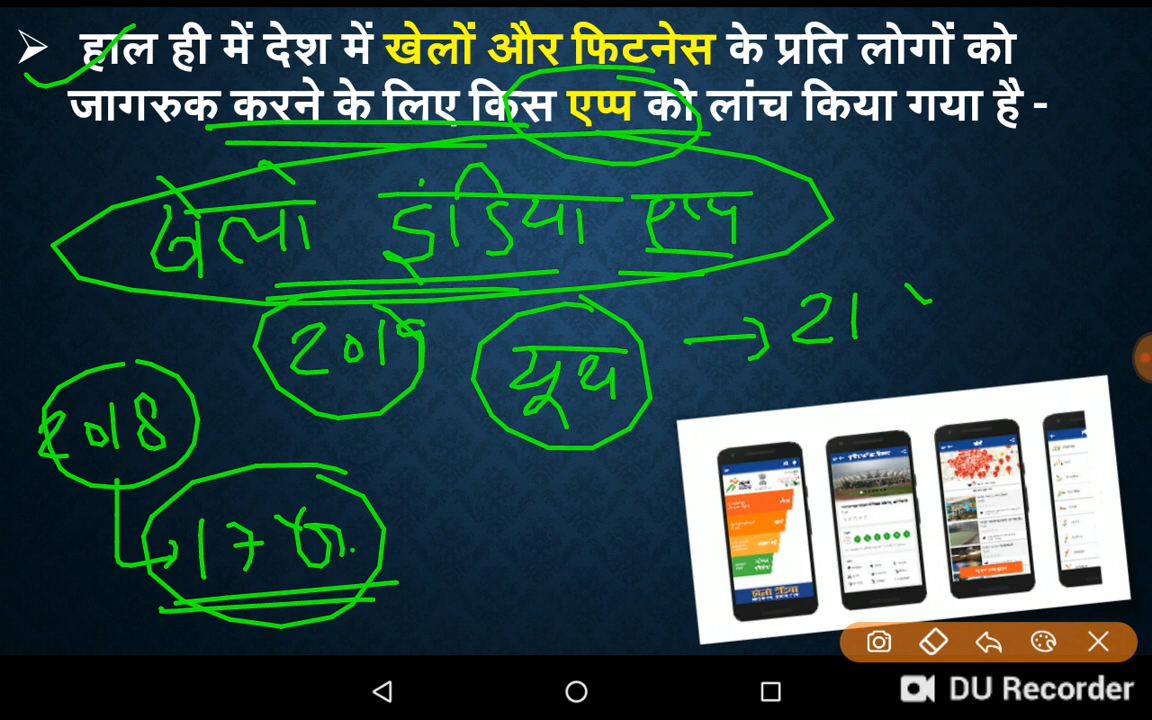 हाल ही में देश में खेलों और फिटनेस के प्रति लोगों को
जागरुक करने के लिए किस एप्प को लांच किया गया है -
खेलो इंडिया एप्प
2019 यूथ → 21
2018
17 +
खेलो इंडिया
DU Recorder